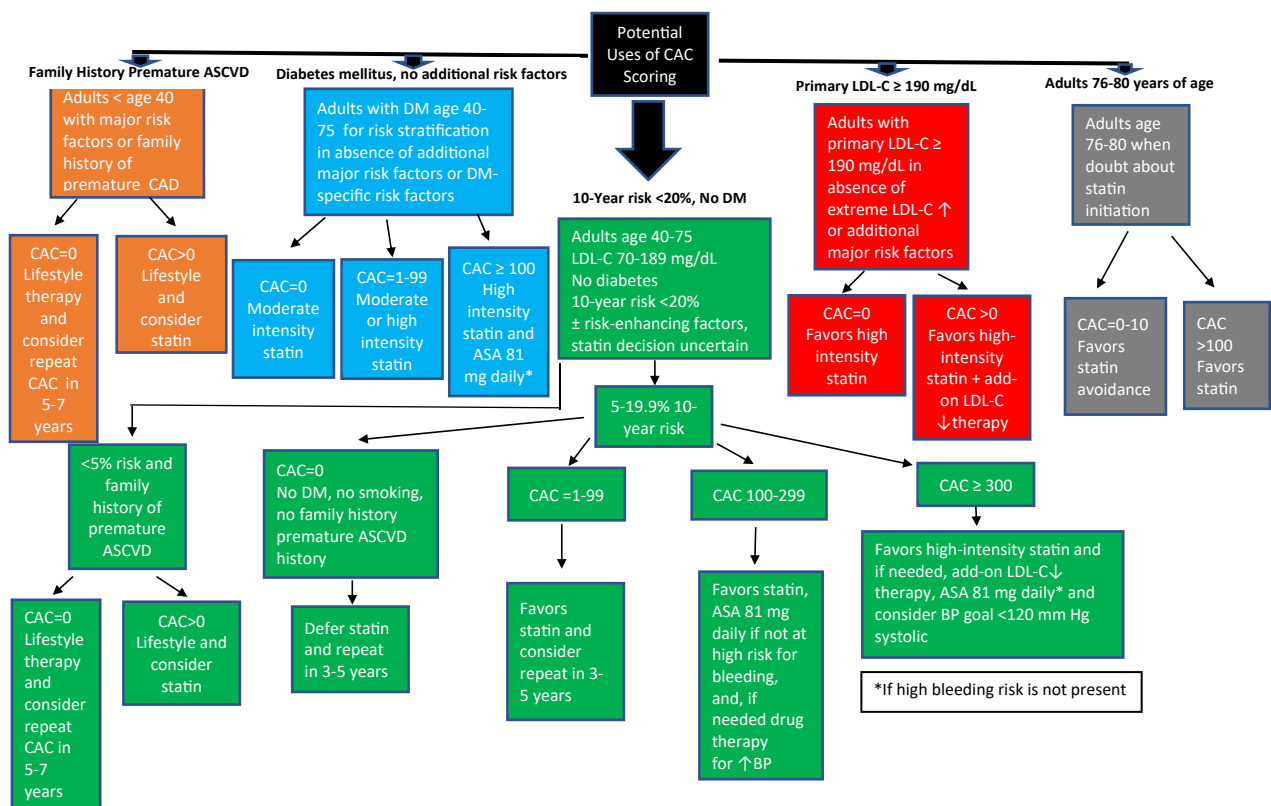 Potential
Uses of CAC
Scoring
Family History Premature ASCVD
Adults < age 40
with major risk
factors or family
history of
premature CAD
CAC=0
Lifestyle
therapy
and
consider
repeat
CAC in
5-7
years
CAC>0
Lifestyle
and
consider
statin
Diabetes mellitus, no additional risk factors
Adults with DM age 40-
75 for risk stratification
in absence of additional
major risk factors or DM-
specific risk factors
CAC=0
Moderate
intensity
statin
CAC=1-99
Moderate
or high
intensity
statin
CAC ≥ 100
High
intensity
statin and
ASA 81
mg daily*
10-Year risk <20%, No DM
Adults age 40-75
LDL-C 70-189 mg/dL
No diabetes
10-year risk <20%
± risk-enhancing factors,
statin decision uncertain
Primary LDL-C ≥ 190 mg/dL
Adults with
primary LDL-C ≥
190 mg/dL in
absence of
extreme LDL-C ↑
or additional
major risk factors
CAC=0
Favors high
intensity
statin
CAC >0
Favors high-
intensity
statin + add-
on LDL-C
↓therapy
Adults 76-80 years of age
Adults age
76-80 when
doubt about
statin
initiation
CAC=0-10
Favors
statin
avoidance
CAC
>100
Favors
statin
<5% risk and
family
history of
premature
ASCVD
CAC=0
Lifestyle
therapy
and
consider
repeat
CAC in
5-7
years
CAC>0
Lifestyle and
consider
statin
5-19.9% 10-
year risk
CAC=0
No DM, no smoking,
no family history
premature ASCVD
history
Defer statin
and repeat
in 3-5 years
CAC =1-99
Favors
statin and
consider
repeat in 3-
5 years
CAC 100-299
Favors statin,
ASA 81 mg
daily if not at
high risk for
bleeding,
and, if
needed drug
therapy
for ↑BP
CAC ≥ 300
Favors high-intensity statin and
if needed, add-on LDL-C↓
therapy, ASA 81 mg daily* and
consider BP goal <120 mm Hg
systolic
*If high bleeding risk is not present